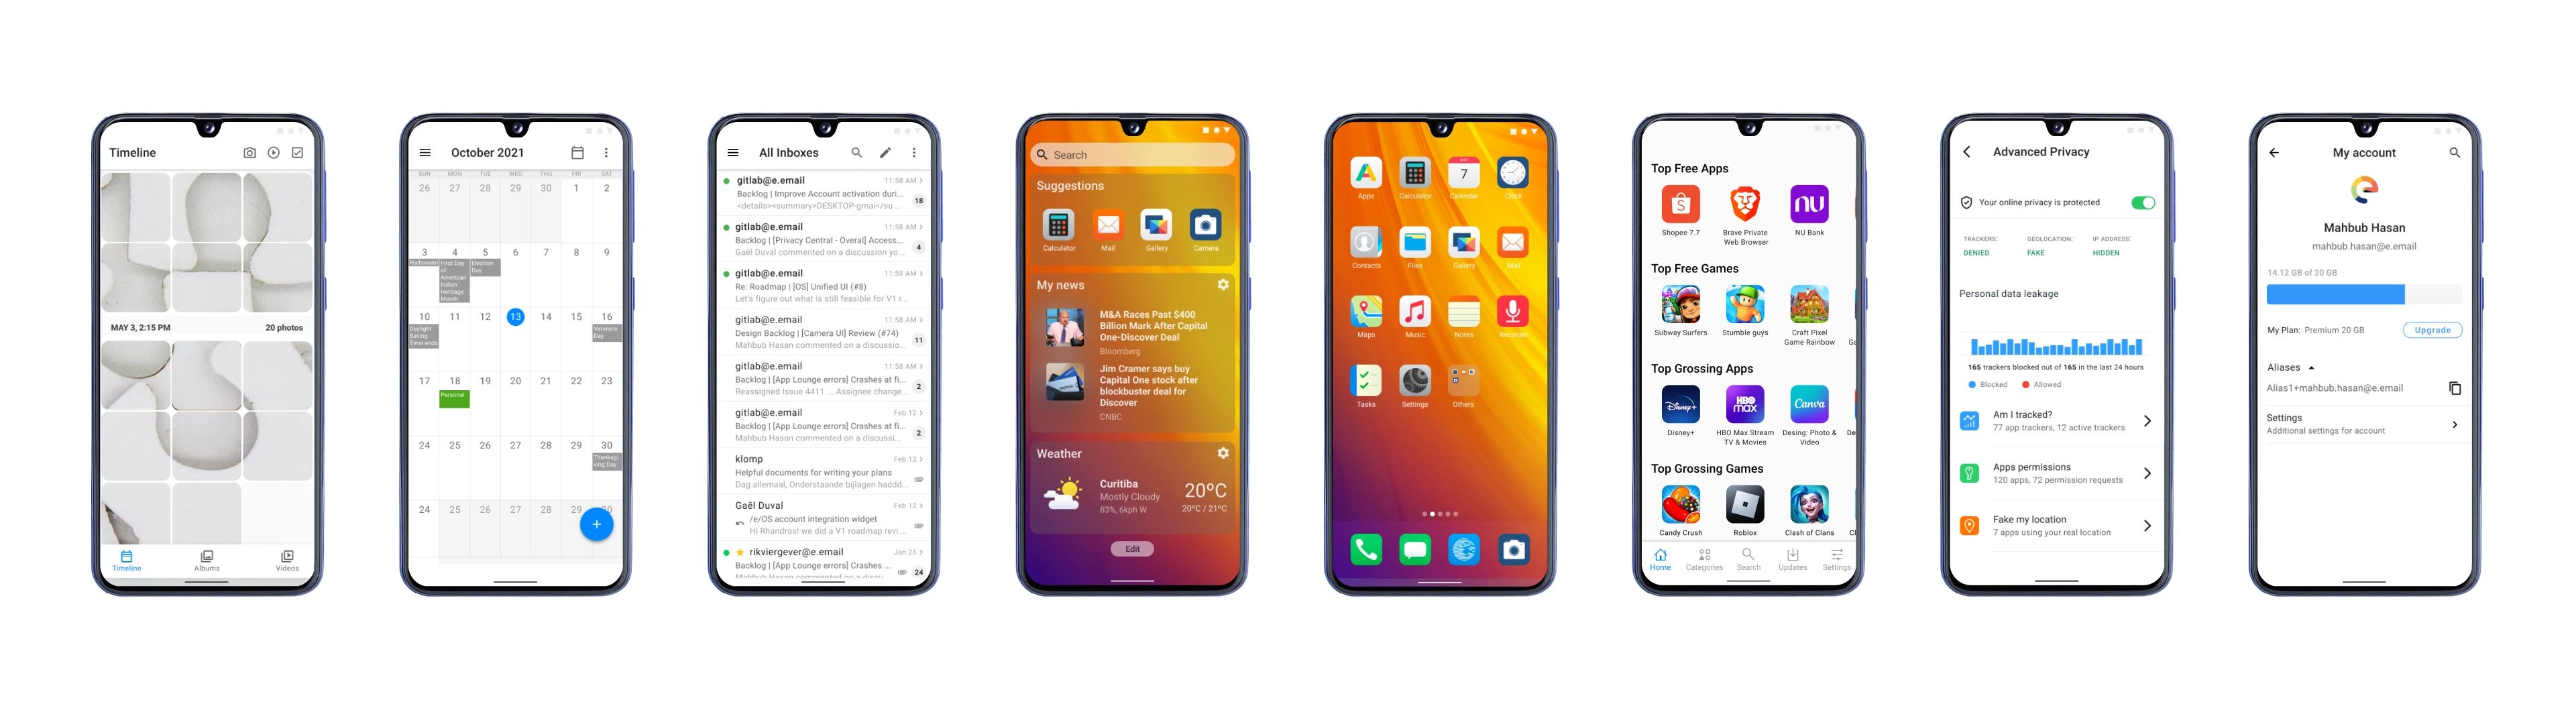 Timeline
MAY 3, 2:15 PM 20 photos
Timeline Albums Videos
October 2021
SUN MON TUE WED THU FRI SAT
26 27 28 29 30 1 2
3 4 5 6 7 8 9
Halloween
First Day
of
American
Indian
Heritage
Month
Election
Day
10 11 12 13 14 15 16
Daylight
Saving
Time ends
Veterans
Day
17 18 19 20 21 22 23
Personal
24 25 26 27 28 29 30
Thanksgi
ving Day
24 25 26 27 28 29 30
+
All Inboxes
gitlab@e.email 11:58 AM
Backlog | Improve Account activation duri...
<details><summary>DESKTOP-gmai</su ... 18
gitlab@e.email 11:58 AM
Backlog | [Privacy Central - Overal] Access...
Gaël Duval commented on a discussion yo... 4
gitlab@e.email 11:58 AM
Re: Roadmap | [OS] Unified UI (#8)
Let's figure out what is still feasible for V1 r...
gitlab@e.email 11:58 AM
Design Backlog | [Camera UI] Review (#74)
Mahbub Hasan commented on a discussio... 11
gitlab@e.email 11:58 AM
Backlog | [App Lounge errors] Crashes at fi...
Reassigned Issue 4411 ... Assignee change... 2
gitlab@e.email Feb 12
Backlog | [App Lounge errors] Crashes at fi...
Mahbub Hasan commented on a discussi... 2
klomp Feb 12
Helpful documents for writing your plans
Dag allemaal, Onderstaande bijlagen haddd...
Gaël Duval Feb 12
/e/OS account integration widget
Hi Rhandros! we did a V1 roadmap revi...
rikviergever@e.email Jan 26
Backlog | [App Lounge errors] Crashes ...
Mahbub Hasan commented on a discu... 24
Search
Suggestions
Calculator Mail Gallery Camera
My news
M&A Races Past $400
Billion Mark After Capital
One-Discover Deal
Bloomberg
Jim Cramer says buy
Capital One stock after
blockbuster deal for
Discover
CNBC
Weather
Curitiba
Mostly Cloudy
83%, 6kph W
20ºC
20ºC / 21ºC
Edit
7
Apps Calculator Calendar Clock
Contacts Files Gallery Mail
Maps Music Notes Recorder
Tasks Settings Others
Top Free Apps
S nu
Shopee 7.7
Brave Private
Web Browser
NU Bank
Top Free Games
Subway Surfers
Stumble guys
Craft Pixel
Game Rainbow
Ga
Top Grossing Apps
Disney+
HBO
max
Canva
Disney+
HBO Max Stream
TV & Movies
Desing: Photo &
Video
De
Top Grossing Games
Candy Crush Roblox Clash of Clans Cl
Home Categories Search Updates Settings
Advanced Privacy
Your online privacy is protected
TRACKERS: GEOLOCATION: IP ADDRESS:
DENIED FAKE HIDDEN
Personal data leakage
165 trackers blocked out of 165 in the last 24 hours
Blocked Allowed
Am I tracked?
77 app trackers, 12 active trackers
Apps permissions
120 apps, 72 permission requests
Fake my location
7 apps using your real location
My account
e
Mahbub Hasan
mahbub.hasan@e.email
14.12 GB of 20 GB
My Plan: Premium 20 GB Upgrade
Aliases
Alias1+mahbub.hasan@e.email
Settings
Additional settings for account